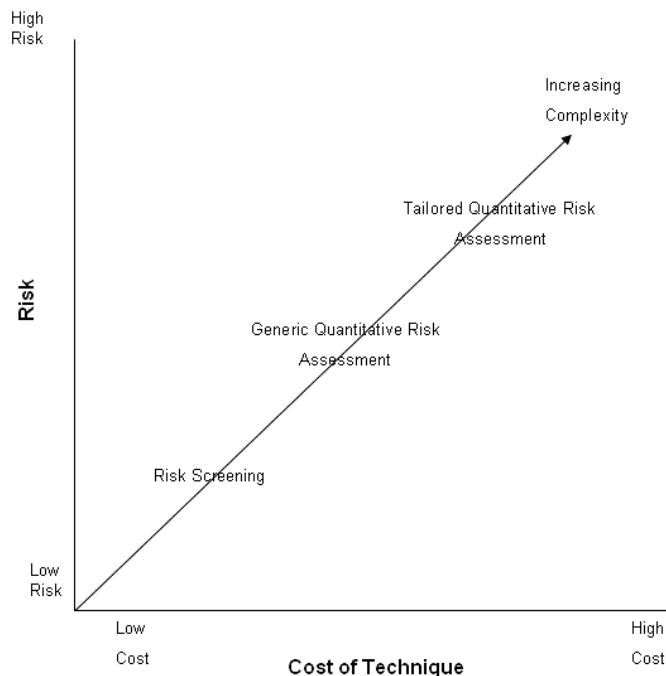 High
Risk
Increasing
Complexity
Tailored Quantitative Risk
Assessment
Risk
Generic Quantitative Risk
Assessment
Risk Screening
Low
Risk
Low
Cost
High
Cost
Cost of Technique